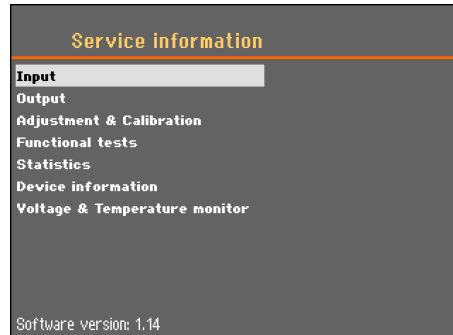 Service information
Input
Output
Adjustment & Calibration
Functional tests
Statistics
Device information
Voltage & Temperature monitor
Software version: 1.14